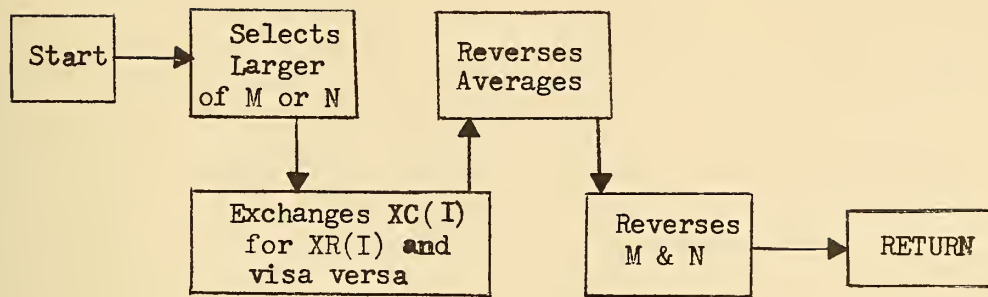 Start
Selects
Larger
of M or N
Exchanges XC(I)
for XR(I) and
visa versa
Reverses
Averages
Reverses
M & N
RETURN